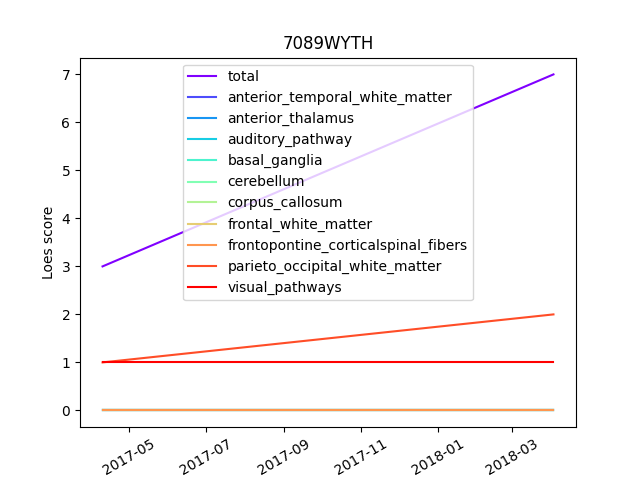 7089WYTH
Loes score
7
6
5
4
3
2
1
0
total
anterior_temporal_white_matter
anterior_thalamus
auditory_pathway
basal_ganglia
cerebellum
corpus_callosum
frontal_white_matter
frontopontine_corticalspinal_fibers
parieto_occipital_white_matter
visual_pathways
2017-05
2017-07
2017-09
2017-11
2018-01
2018-03